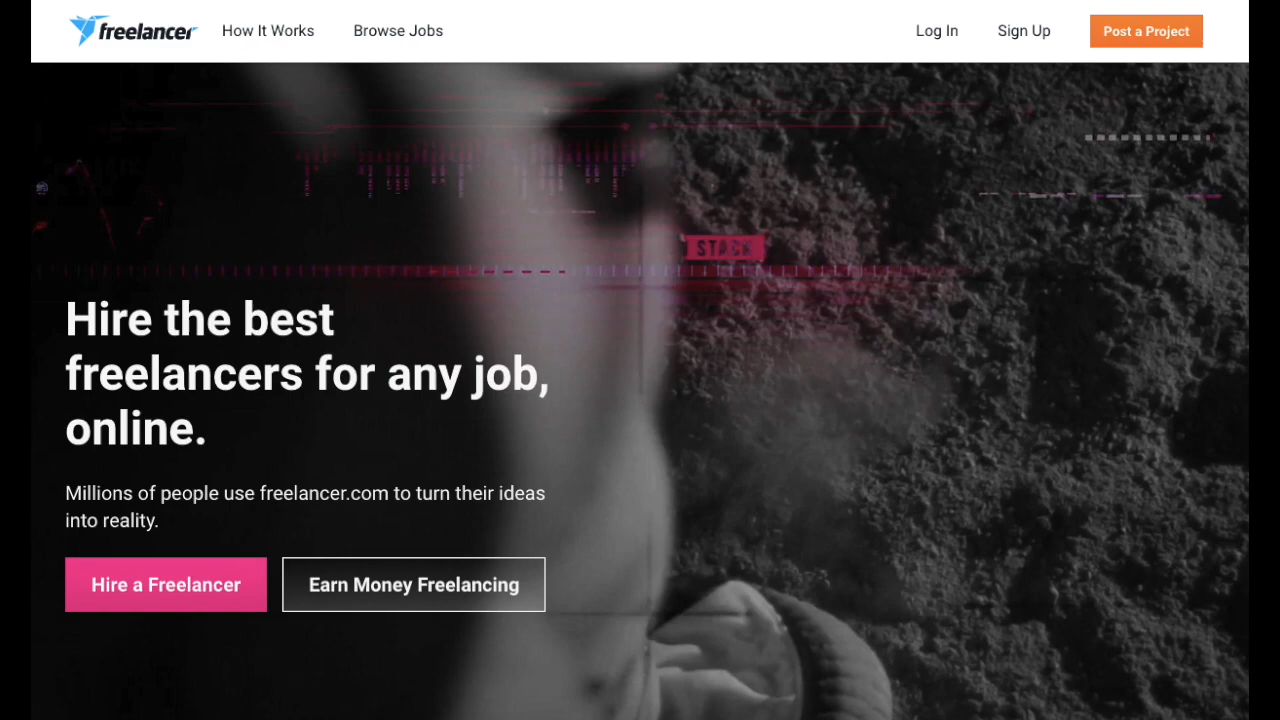 freelancer
How It Works
Browse Jobs
Log In
Sign Up
Post a Project
Hire the best
freelancers for any job,
online.
Millions of people use freelancer.com to turn their ideas
into reality.
Hire a Freelancer
Earn Money Freelancing